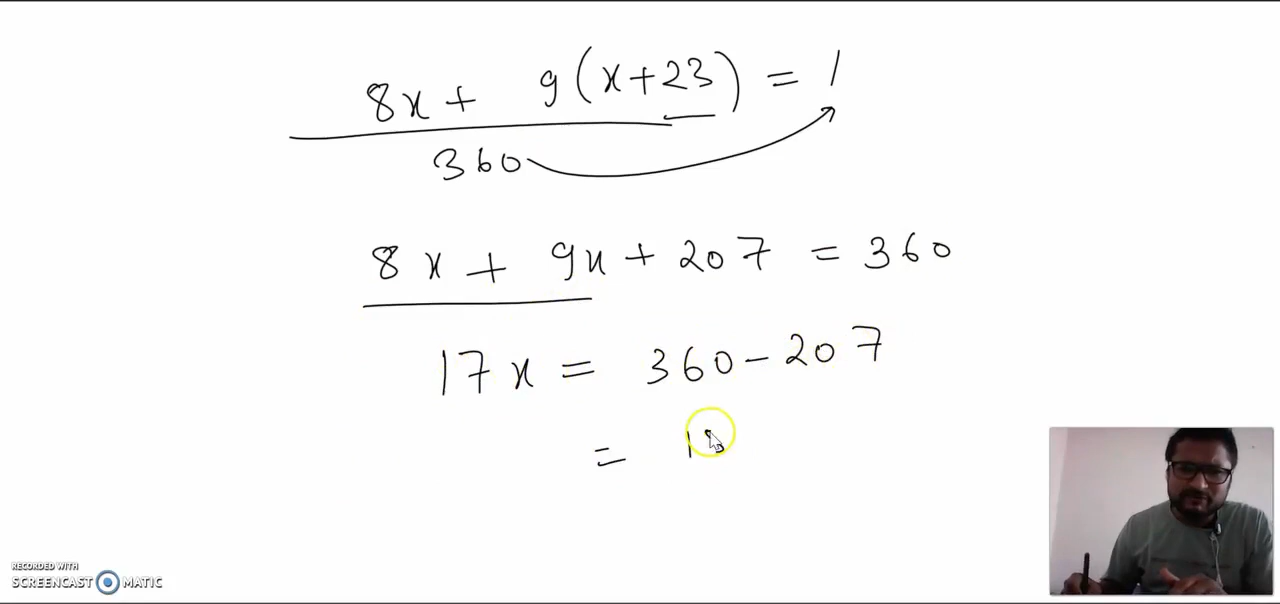 8x + 9(x+23) = 1
360
8x + 9x + 207 = 360
17x = 360 - 207
= 1
RECORDED WITH
SCREENCAST MATIC